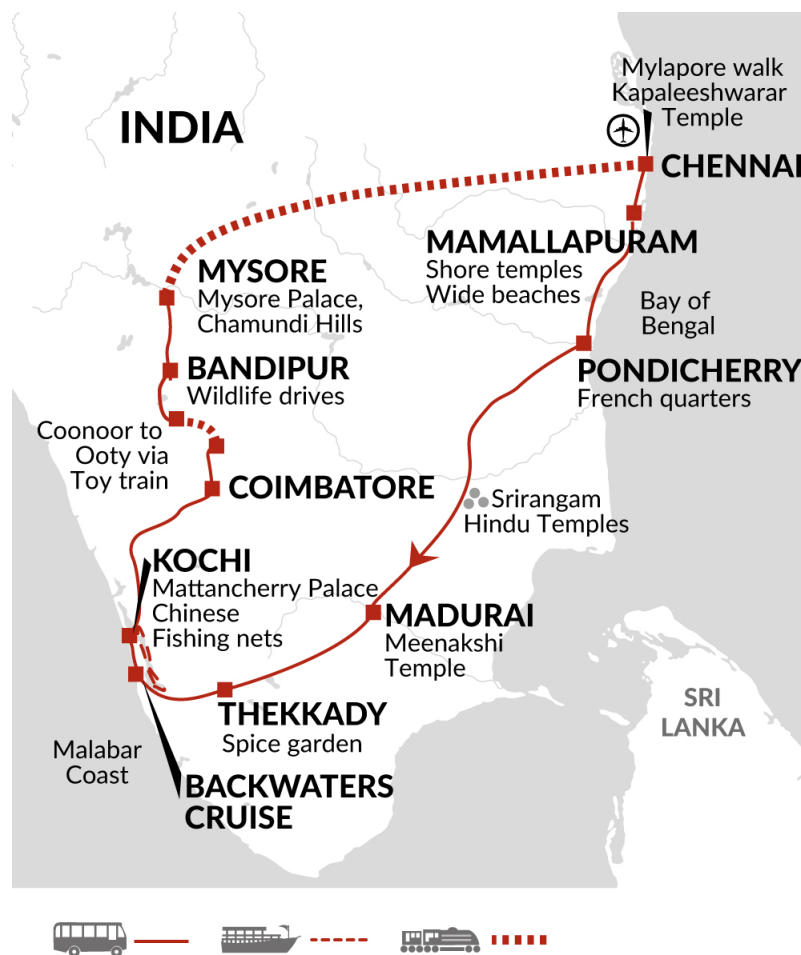 INDIA
Mylapore walk
Kapaleeshwarar
Temple
CHENNAI
MAMALLAPURAM
Shore temples
Wide beaches
Bay of
Bengal
PONDICHERRY
French quarters
MYSORE
Mysore Palace,
Chamundi Hills
BANDIPUR
Wildlife drives
Coonoor to
Ooty via
Toy train
COIMBATORE
Srirangam
Hindu Temples
KOCHI
Mattancherry Palace
Chinese
Fishing nets
MADURAI
Meenakshi
Temple
THEKKADY
Spice garden
SRI
LANKA
Malabar
Coast
BACKWATERS
CRUISE